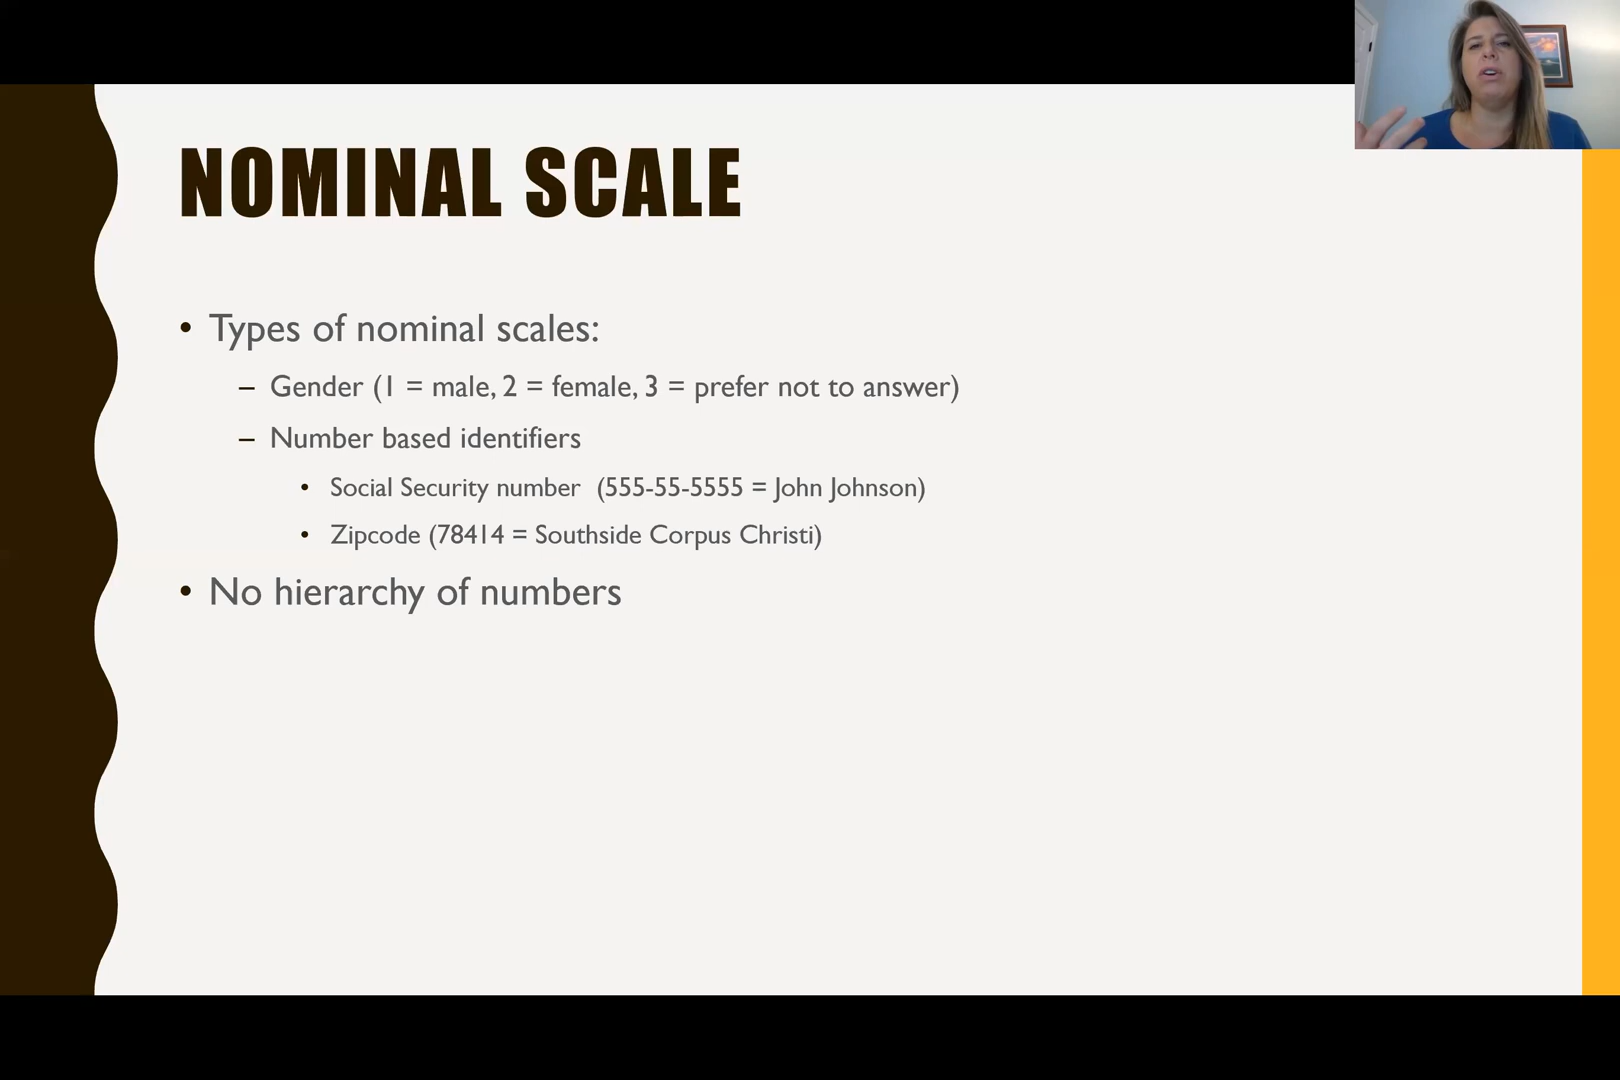 NOMINAL SCALE
• Types of nominal scales:
– Gender (1 = male, 2 = female, 3 = prefer not to answer)
– Number based identifiers
• Social Security number (555-55-5555 = John Johnson)
• Zipcode (78414 = Southside Corpus Christi)
• No hierarchy of numbers